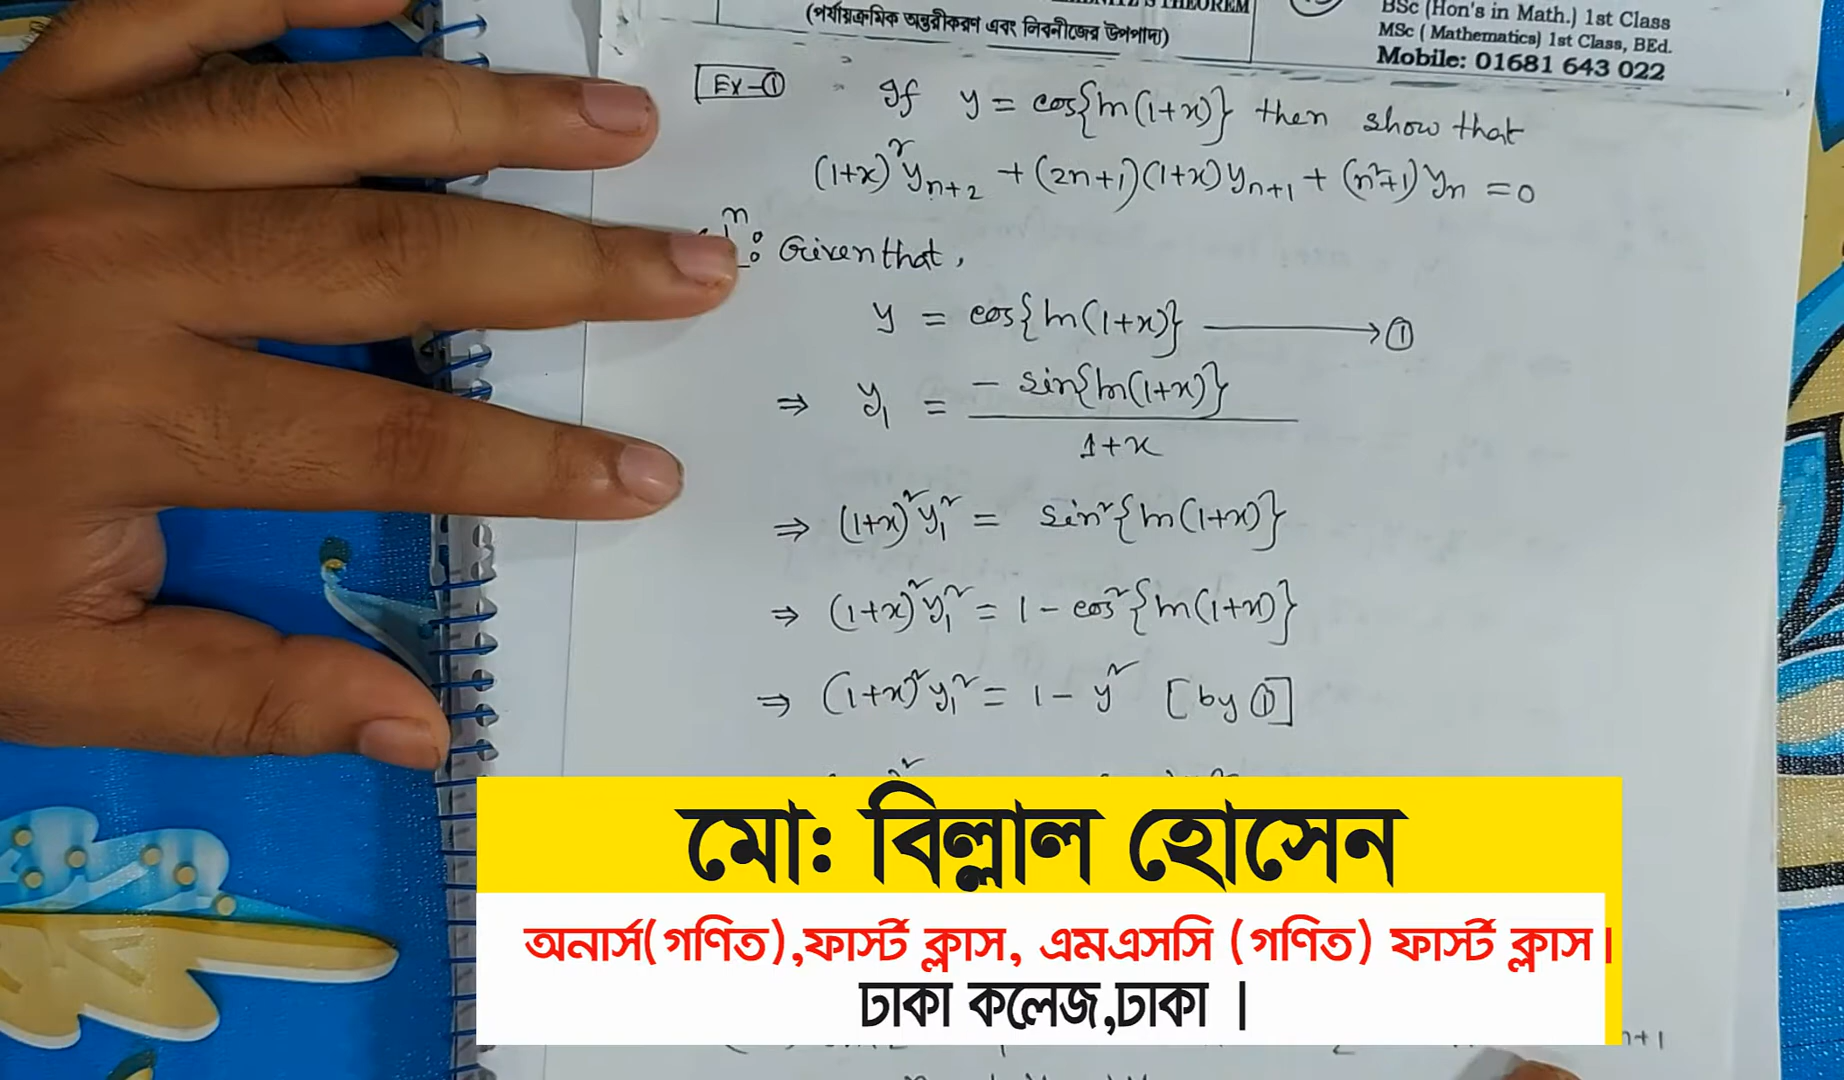 THEOREM
(পর্যায়ক্রমিক অন্তরীকরণ এবং লিবনীজের উপপাদ্য)
BSc (Hon's in Math.) 1st Class
MSc ( Mathematics) 1st Class, BEd.
Mobile: 01681 643 022
Ex-① If y = cos{ln(1+x)} then show that
(1+x)²yₙ₊₂ + (2n+1)(1+x)yₙ₊₁ + (n²+1)yₙ = 0
Given that,
y = cos{ln(1+x)} ⟶ ①
⇒ y₁ = - sin{ln(1+x)} / 1+x
⇒ (1+x)²y₁² = sin²{ln(1+x)}
⇒ (1+x)²y₁² = 1 - cos²{ln(1+x)}
⇒ (1+x)²y₁² = 1 - y² [by ①]
মো: বিল্লাল হোসেন
অনার্স(গণিত),ফার্স্ট ক্লাস, এমএসসি (গণিত) ফার্স্ট ক্লাস।
ঢাকা কলেজ,ঢাকা ।
n+1